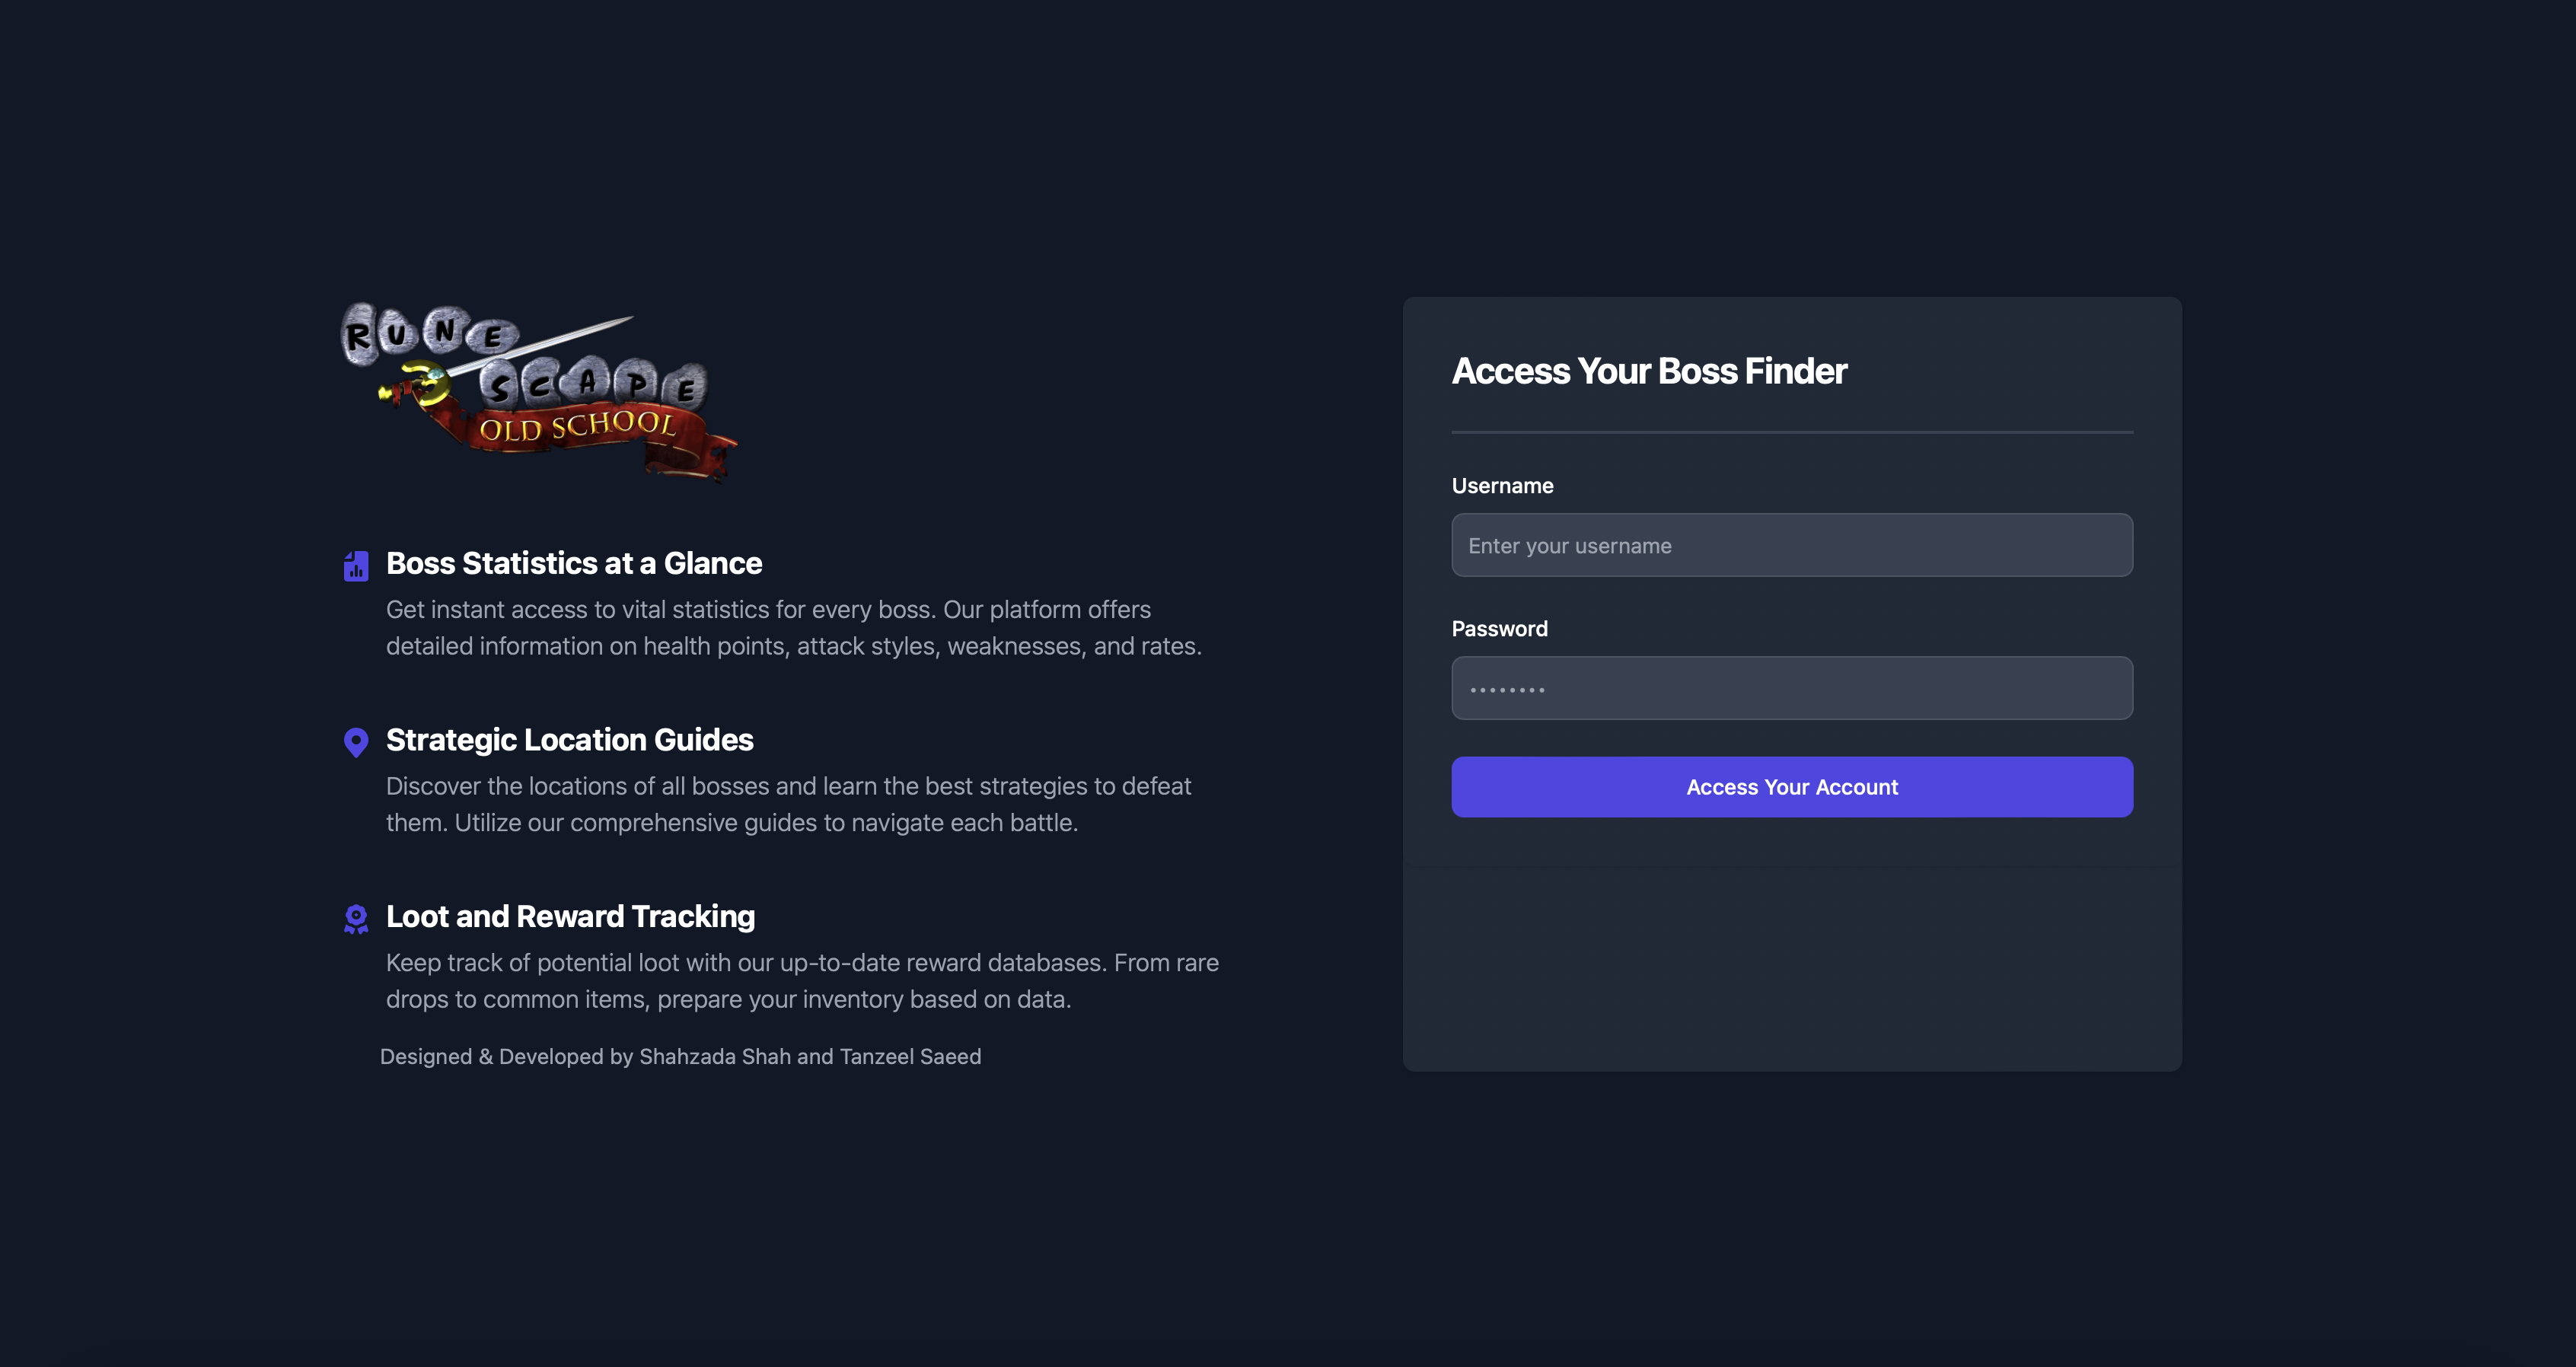 RUNE
SCAPE
OLD SCHOOL
Boss Statistics at a Glance
Get instant access to vital statistics for every boss. Our platform offers
detailed information on health points, attack styles, weaknesses, and rates.
Strategic Location Guides
Discover the locations of all bosses and learn the best strategies to defeat
them. Utilize our comprehensive guides to navigate each battle.
Loot and Reward Tracking
Keep track of potential loot with our up-to-date reward databases. From rare
drops to common items, prepare your inventory based on data.
Designed & Developed by Shahzada Shah and Tanzeel Saeed
Access Your Boss Finder
Username
Enter your username
Password
••••••••
Access Your Account